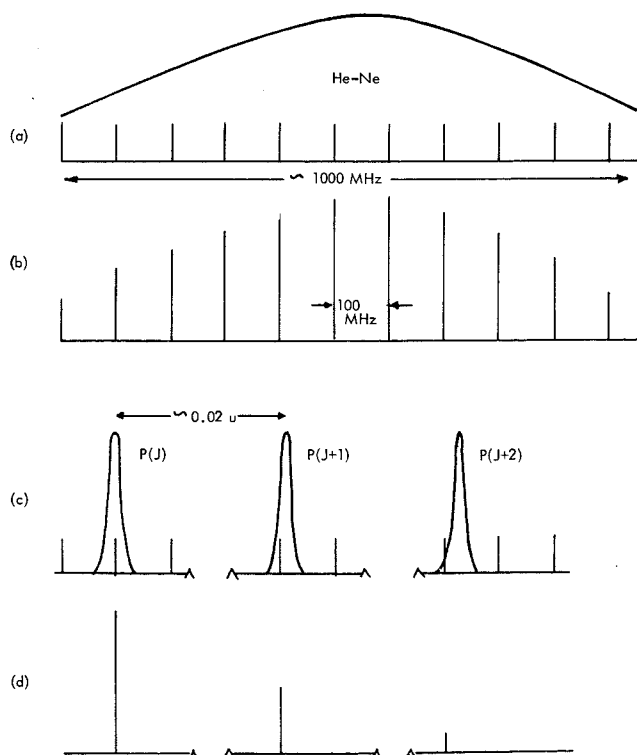 He-Ne
(a)
~ 1000 MHz
(b)
100
MHz
~ 0.02 u
P(J)
P(J+1)
P(J+2)
(c)
(d)